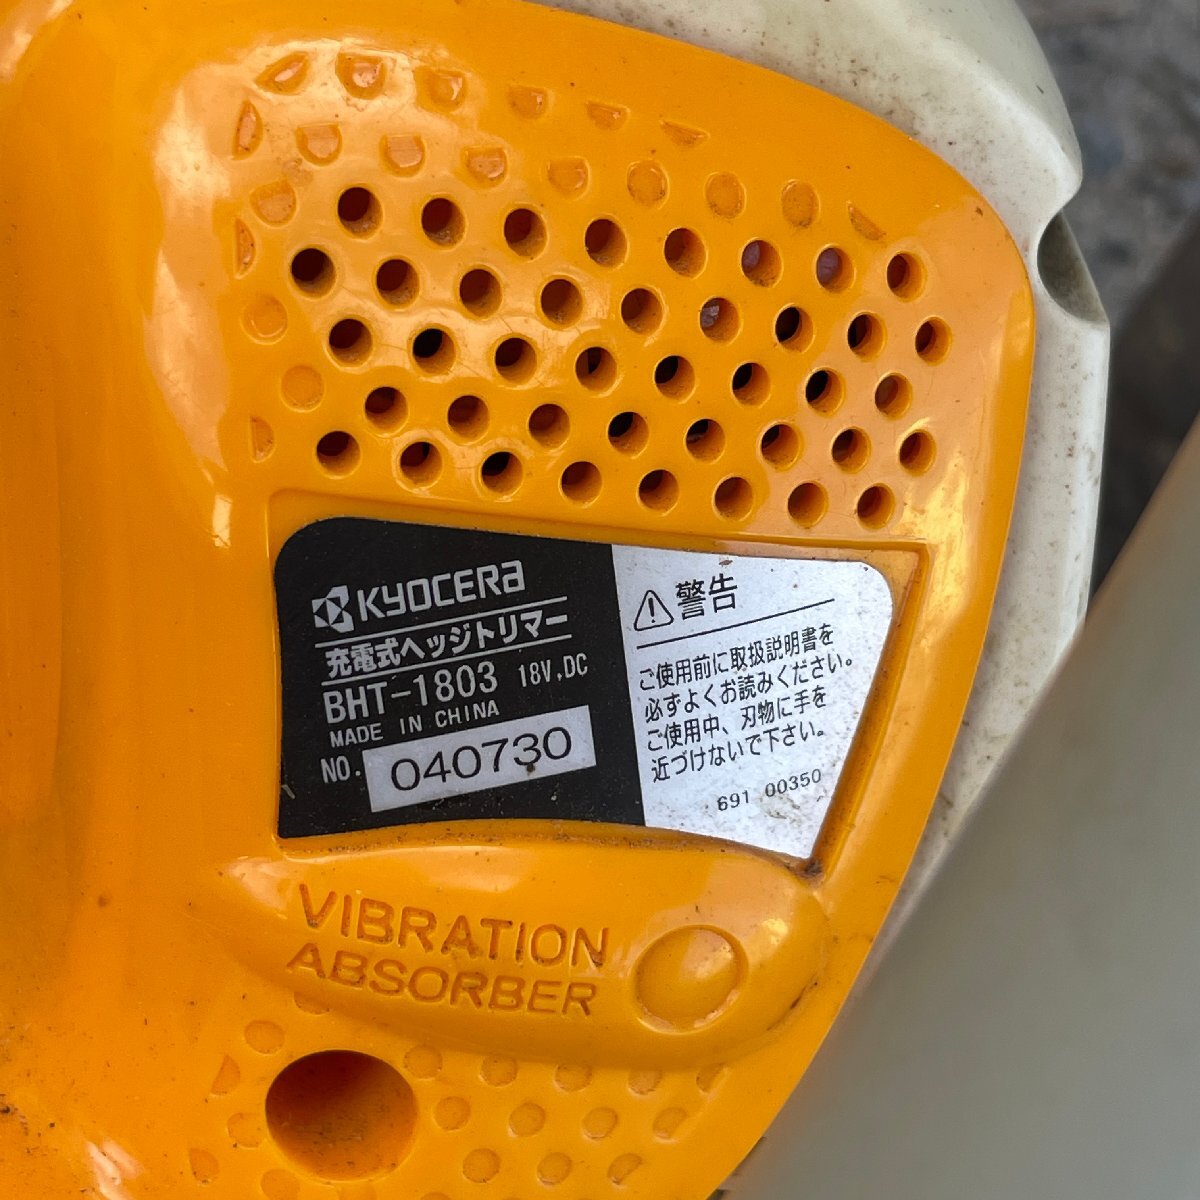 KYOCERA
充電式ヘッジトリマー
BHT-1803 18V,DC
MADE IN CHINA
NO. 040730
警告
ご使用前に取扱説明書を
必ずよくお読みください。
ご使用中、刃物に手を
近づけないで下さい。
691 00350
VIBRATION
ABSORBER